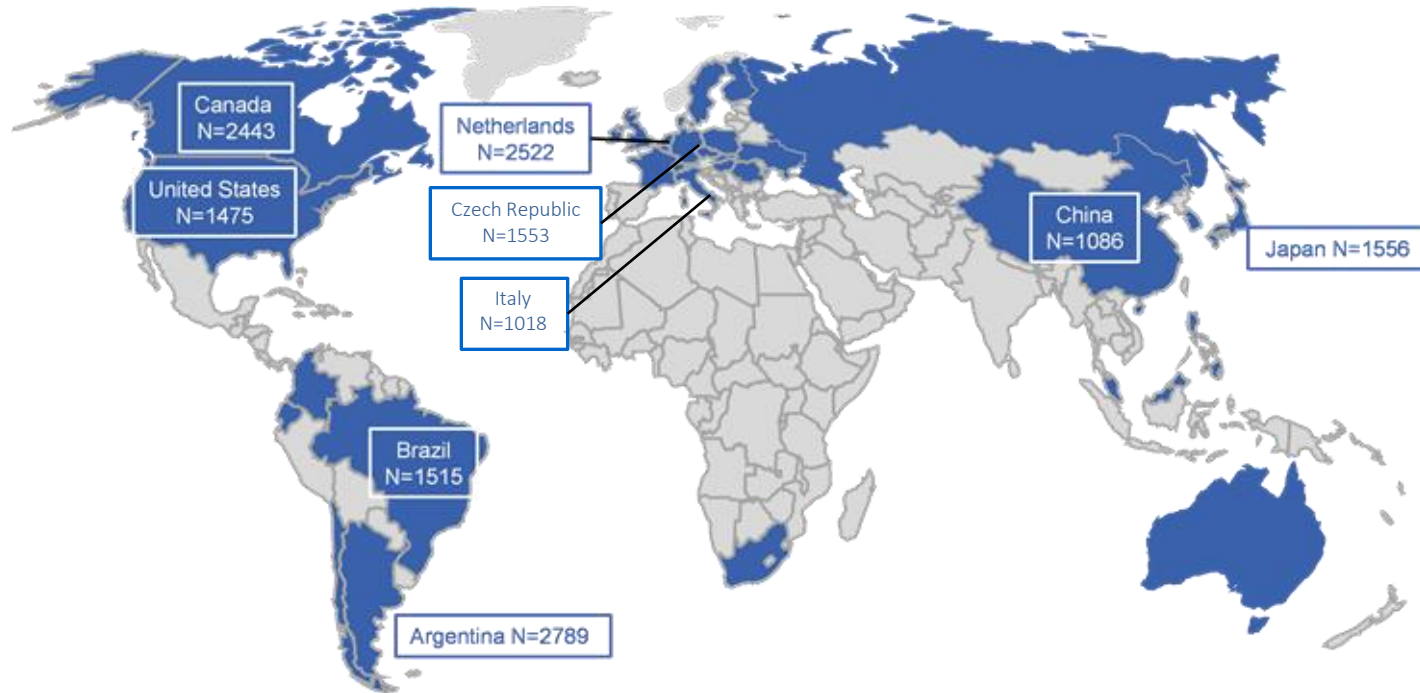 Canada
N=2443
United States
N=1475
Netherlands
N=2522
Czech Republic
N=1553
Italy
N=1018
China
N=1086
Japan N=1556
Brazil
N=1515
Argentina N=2789